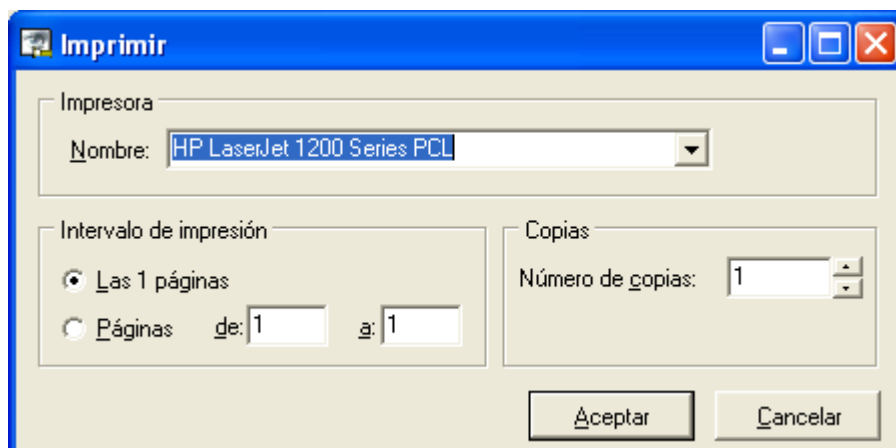 Imprimir
Impresora
Nombre: HP LaserJet 1200 Series PCL
Intervalo de impresión
Las 1 páginas
Páginas de: 1 a: 1
Copias
Número de copias: 1
Aceptar Cancelar